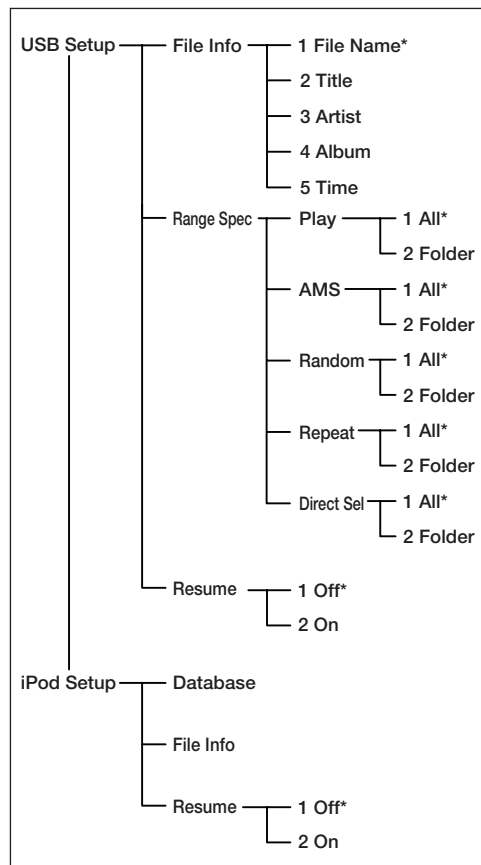 USB Setup File Info 1 File Name*
2 Title
3 Artist
4 Album
5 Time
Range Spec Play 1 All*
2 Folder
AMS 1 All*
2 Folder
Random 1 All*
2 Folder
Repeat 1 All*
2 Folder
Direct Sel 1 All*
2 Folder
Resume 1 Off*
2 On
iPod Setup Database
File Info
Resume 1 Off*
2 On